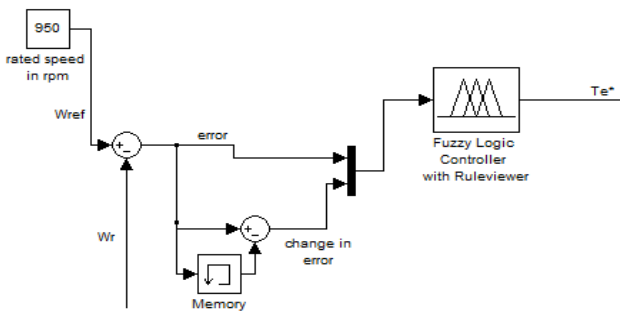 950
rated speed
in rpm
Wref
error
Te*
Fuzzy Logic
Controller
with Ruleviewer
Wr
change in
error
Memory